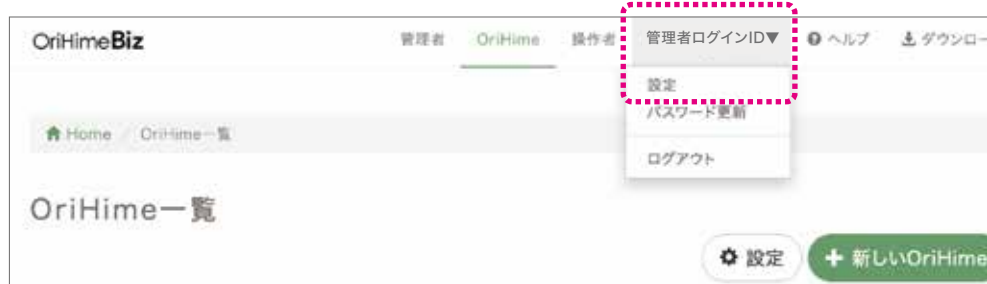 OriHimeBiz 管理者 OriHime 操作者 管理者ログインID▼ ヘルプ ダウンロー
設定
パスワード更新
Home / OriHime一覧
ログアウト
OriHime一覧
設定 + 新しいOriHime